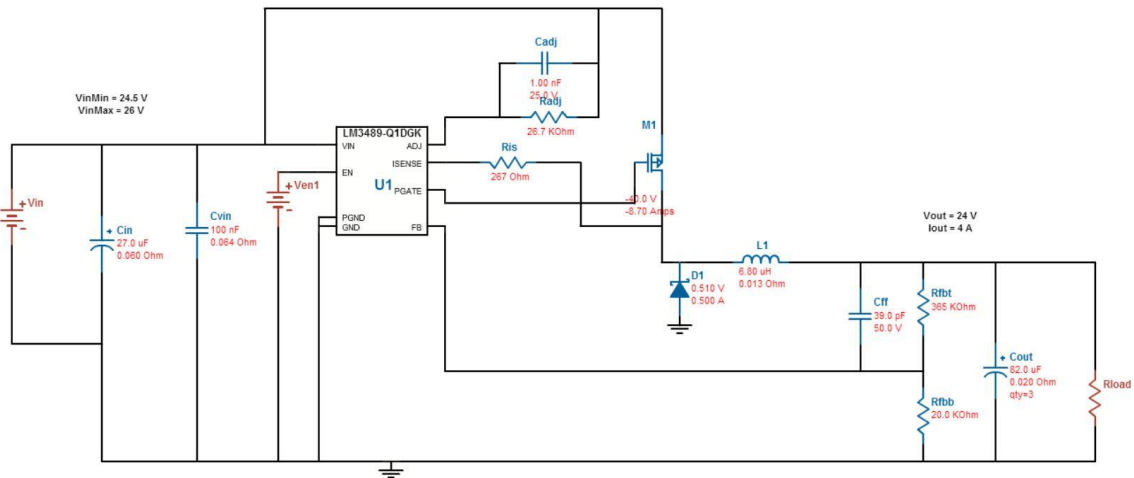 VinMin = 24.5 V
VinMax = 26 V
Vin
Cin
27.0 uF
0.060 Ohm
Cvin
100 nF
0.064 Ohm
Ven1
LM3489-Q1DGK
VIN
ADJ
ISENSE
EN
U1
PGATE
PGND
GND
FB
Cadj
1.00 nF
25.0 V
Radj
26.7 KOhm
Ris
267 Ohm
M1
-40.0 V
-8.70 Amps
D1
0.510 V
0.500 A
L1
6.80 uH
0.013 Ohm
Vout = 24 V
Iout = 4 A
Cff
39.0 pF
50.0 V
Rfbt
365 KOhm
Rfbb
20.0 KOhm
Cout
82.0 uF
0.020 Ohm
qty=3
Rload